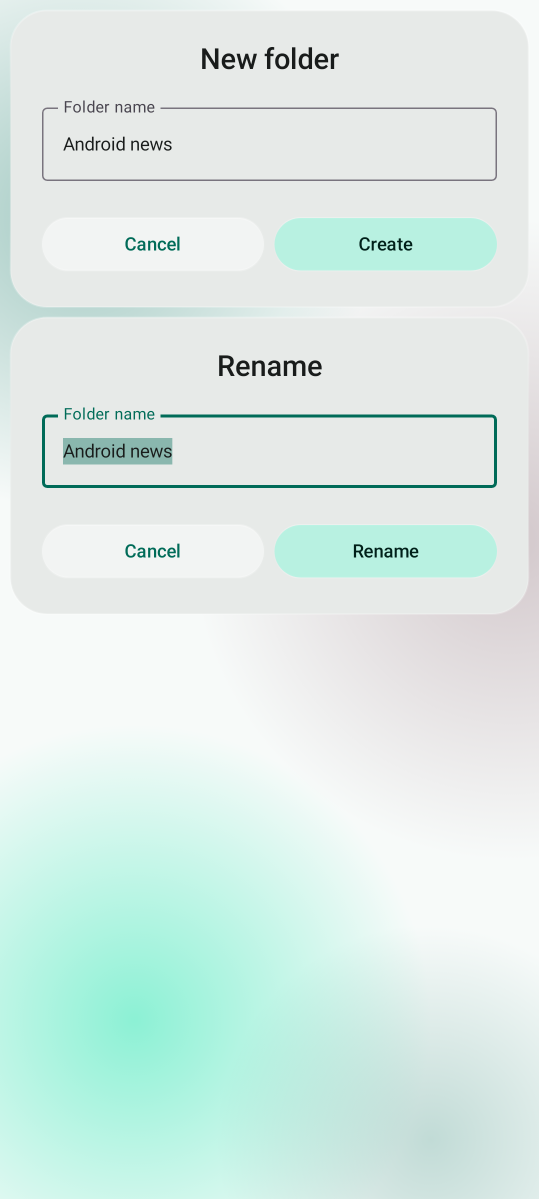 New folder
Folder name
Android news
Cancel
Create
Rename
Folder name
Android news
Cancel
Rename